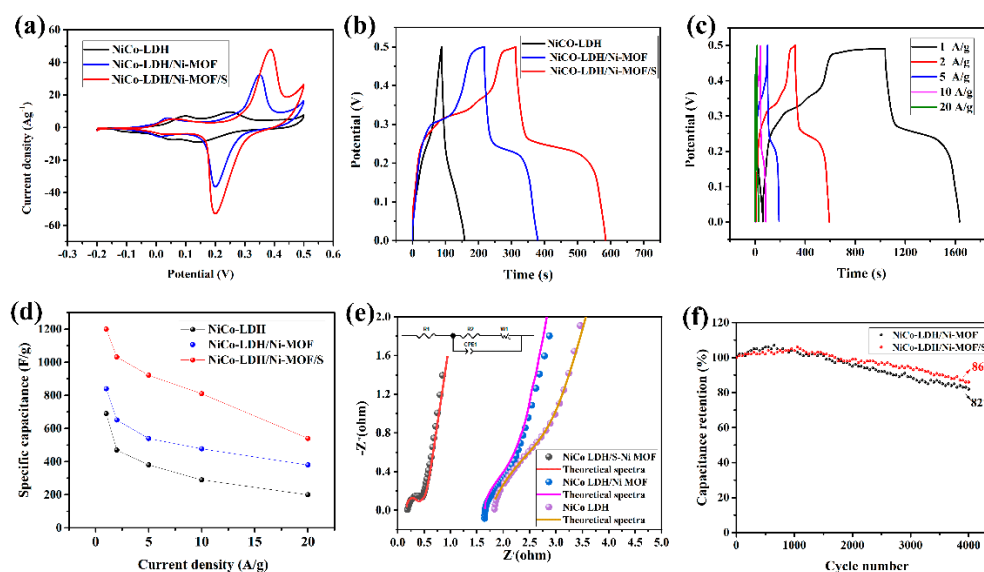 (a)
NiCo-LDH
NiCo-LDH/Ni-MOF
NiCo-LDH/Ni-MOF/S
Current density (Ag-1)
60
40
20
0
-20
-40
-60
-0.3 -0.2 -0.1 0.0 0.1 0.2 0.3 0.4 0.5 0.6
Potential (V)
(b)
NiCO-LDH
NiCO-LDH/Ni-MOF
NiCO-LDH/Ni-MOF/S
Potential (V)
0.5
0.4
0.3
0.2
0.1
0.0
0 100 200 300 400 500 600 700
Time (s)
(c)
1 A/g
2 A/g
5 A/g
10 A/g
20 A/g
Potential (V)
0.5
0.4
0.3
0.2
0.1
0.0
-400 0 400 800 1200 1600
Time (s)
(d)
NiCo-LDH
NiCo-LDH/Ni-MOF
NiCo-LDH/Ni-MOF/S
Specific capacitance (F/g)
1200
1000
800
600
400
200
0
0 5 10 15 20
Current density (A/g)
(e)
R1 R2 W1
CPE1
NiCo LDH/S-Ni MOF
Theoretical spectra
NiCo LDH/Ni MOF
Theoretical spectra
NiCo LDH
Theoretical spectra
-Z''(ohm)
2.0
1.6
1.2
0.8
0.4
0.0
0.0 0.5 1.0 1.5 2.0 2.5 3.0 3.5 4.0 4.5 5.0
Z'(ohm)
(f)
NiCo-LDH/Ni-MOF
NiCo-LDH/Ni-MOF/S
86
82
Capacitance retention (%)
120
100
80
60
40
20
0
0 1000 2000 3000 4000
Cycle number